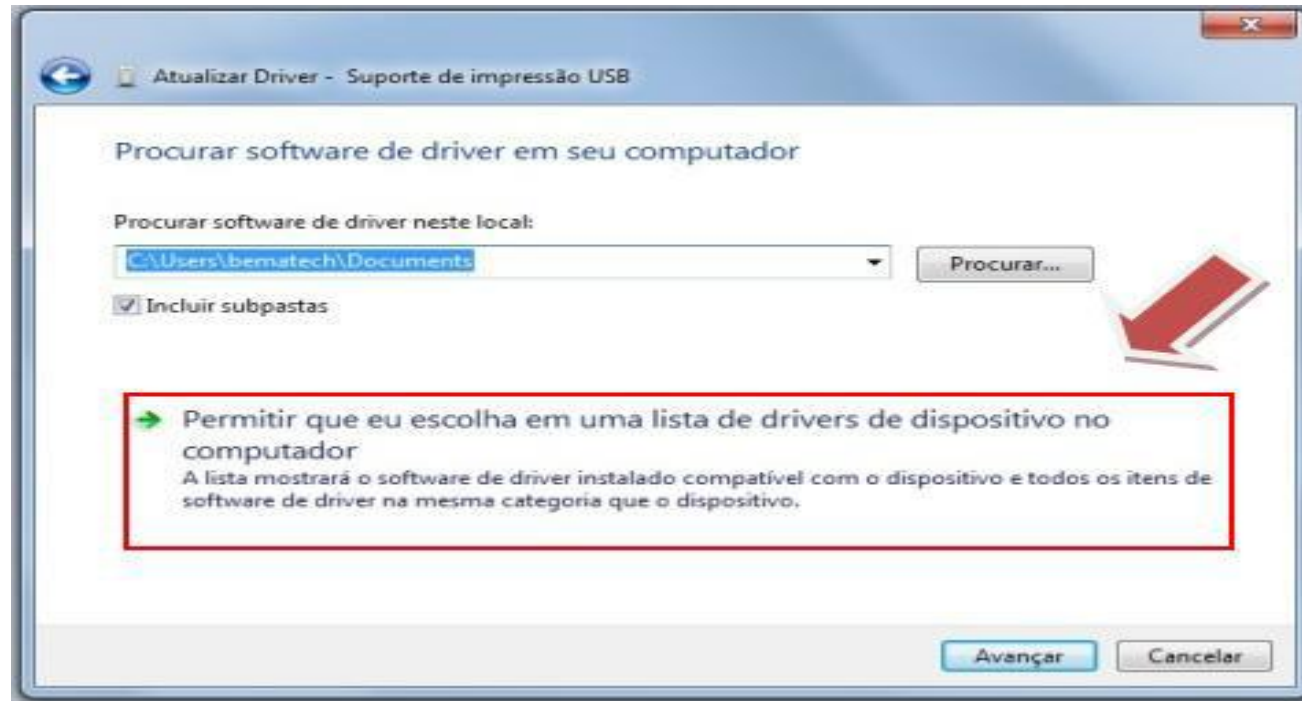 Atualizar Driver - Suporte de impressão USB
Procurar software de driver em seu computador
Procurar software de driver neste local:
C:\Users\bematech\Documents
Procurar...
Incluir subpastas
Permitir que eu escolha em uma lista de drivers de dispositivo no
computador
A lista mostrará o software de driver instalado compatível com o dispositivo e todos os itens de
software de driver na mesma categoria que o dispositivo.
Avançar
Cancelar